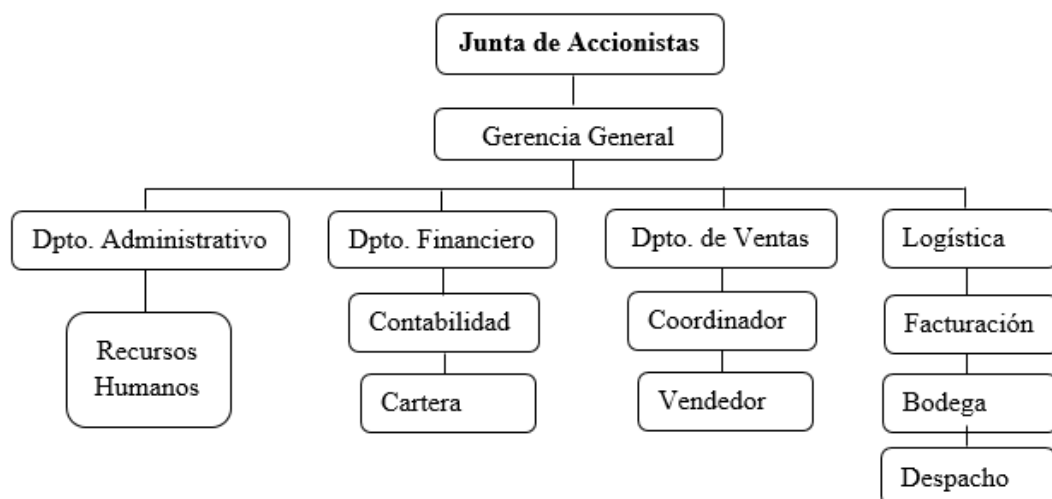 Junta de Accionistas
Gerencia General
Dpto. Administrativo
Dpto. Financiero
Dpto. de Ventas
Logística
Recursos
Humanos
Contabilidad
Coordinador
Facturación
Cartera
Vendedor
Bodega
Despacho